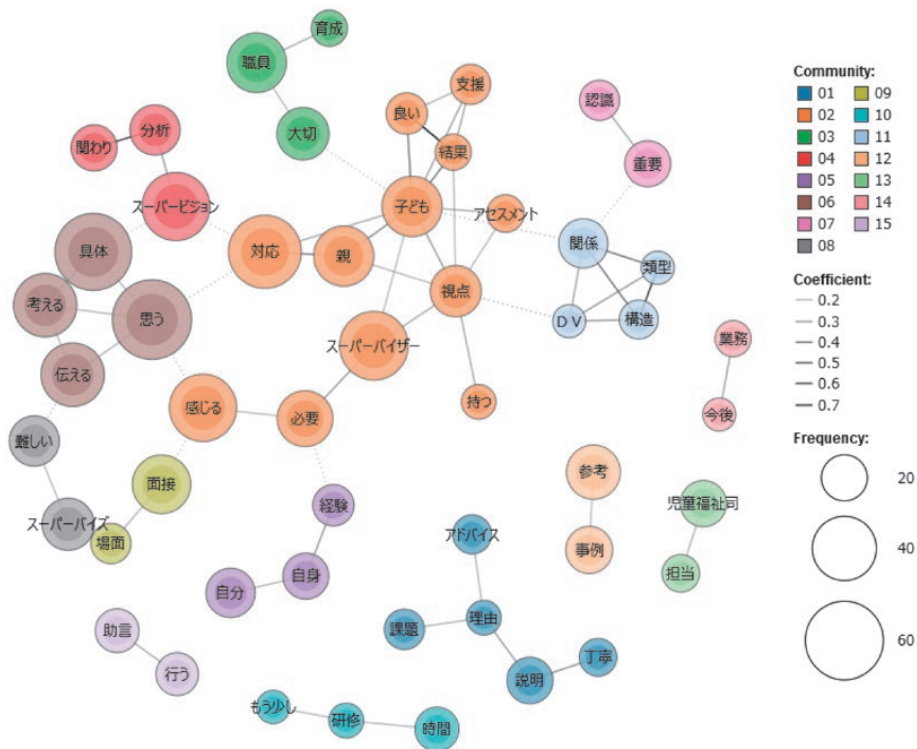 育成
職員
大切
支援
良い
結果
子ども
アセスメント
分析
関わり
スーパービジョン
対応
親
視点
スーパーバイザー
持つ
感じる
必要
具体
考える
思う
伝える
難しい
スーパーバイズ
面接
場面
経験
自身
自分
助言
行う
もう少し
研修
時間
アドバイス
課題
理由
説明
丁寧
認識
重要
関係
類型
DV
構造
業務
今後
参考
事例
児童福祉司
担当
Community:
01 09
02 10
03 11
04 12
05 13
06 14
07 15
08
Coefficient:
0.2
0.3
0.4
0.5
0.6
0.7
Frequency:
20
40
60